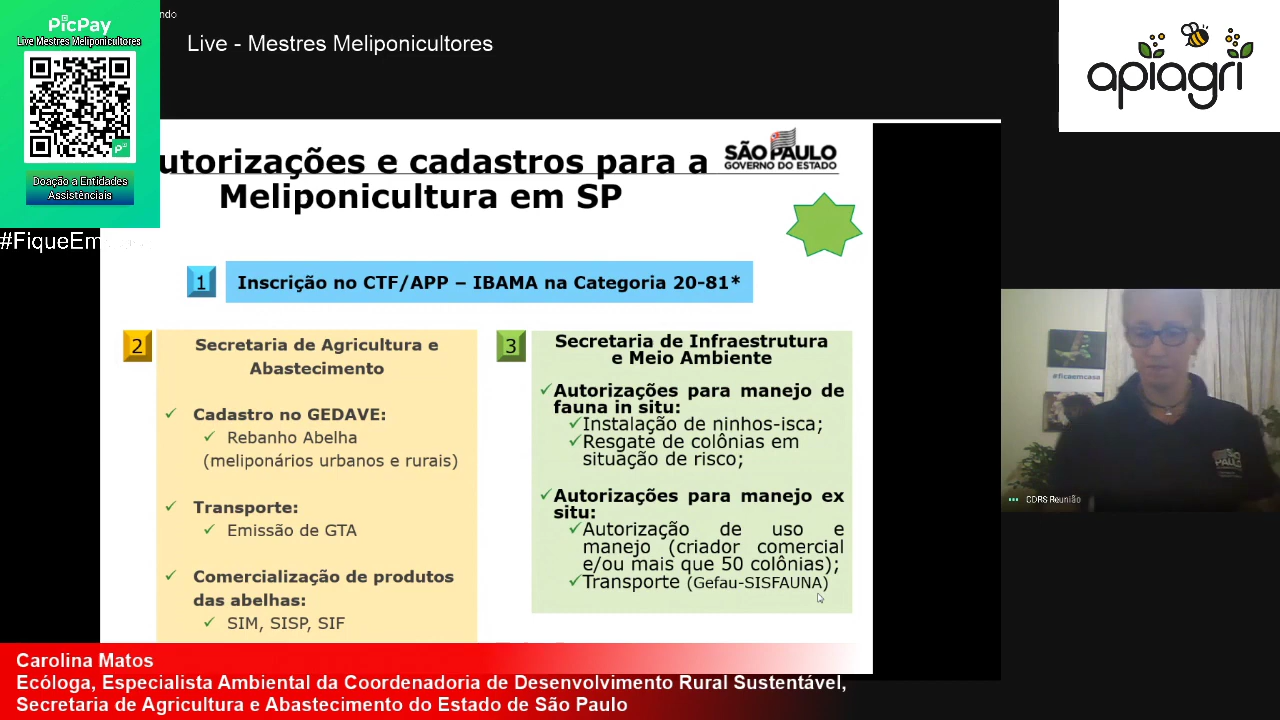 PicPay
Live Mestres Meliponicultores
Doação a Entidades
Assistênciais
#FiqueEm
ndo
Live - Mestres Meliponicultores
apiagri
utorizações e cadastros para a
Meliponicultura em SP
SÃO PAULO
GOVERNO DO ESTADO
1
Inscrição no CTF/APP – IBAMA na Categoria 20-81*
2
Secretaria de Agricultura e
Abastecimento
Cadastro no GEDAVE:
Rebanho Abelha
(meliponários urbanos e rurais)
Transporte:
Emissão de GTA
Comercialização de produtos
das abelhas:
SIM, SISP, SIF
3
Secretaria de Infraestrutura
e Meio Ambiente
Autorizações para manejo de
fauna in situ:
Instalação de ninhos-isca;
Resgate de colônias em
situação de risco;
Autorizações para manejo ex
situ:
Autorização de uso e
manejo (criador comercial
e/ou mais que 50 colônias);
Transporte (Gefau-SISFAUNA)
#ficaemcasa
SÃO PAULO
CDRS Reunião
Carolina Matos
Ecóloga, Especialista Ambiental da Coordenadoria de Desenvolvimento Rural Sustentável,
Secretaria de Agricultura e Abastecimento do Estado de São Paulo